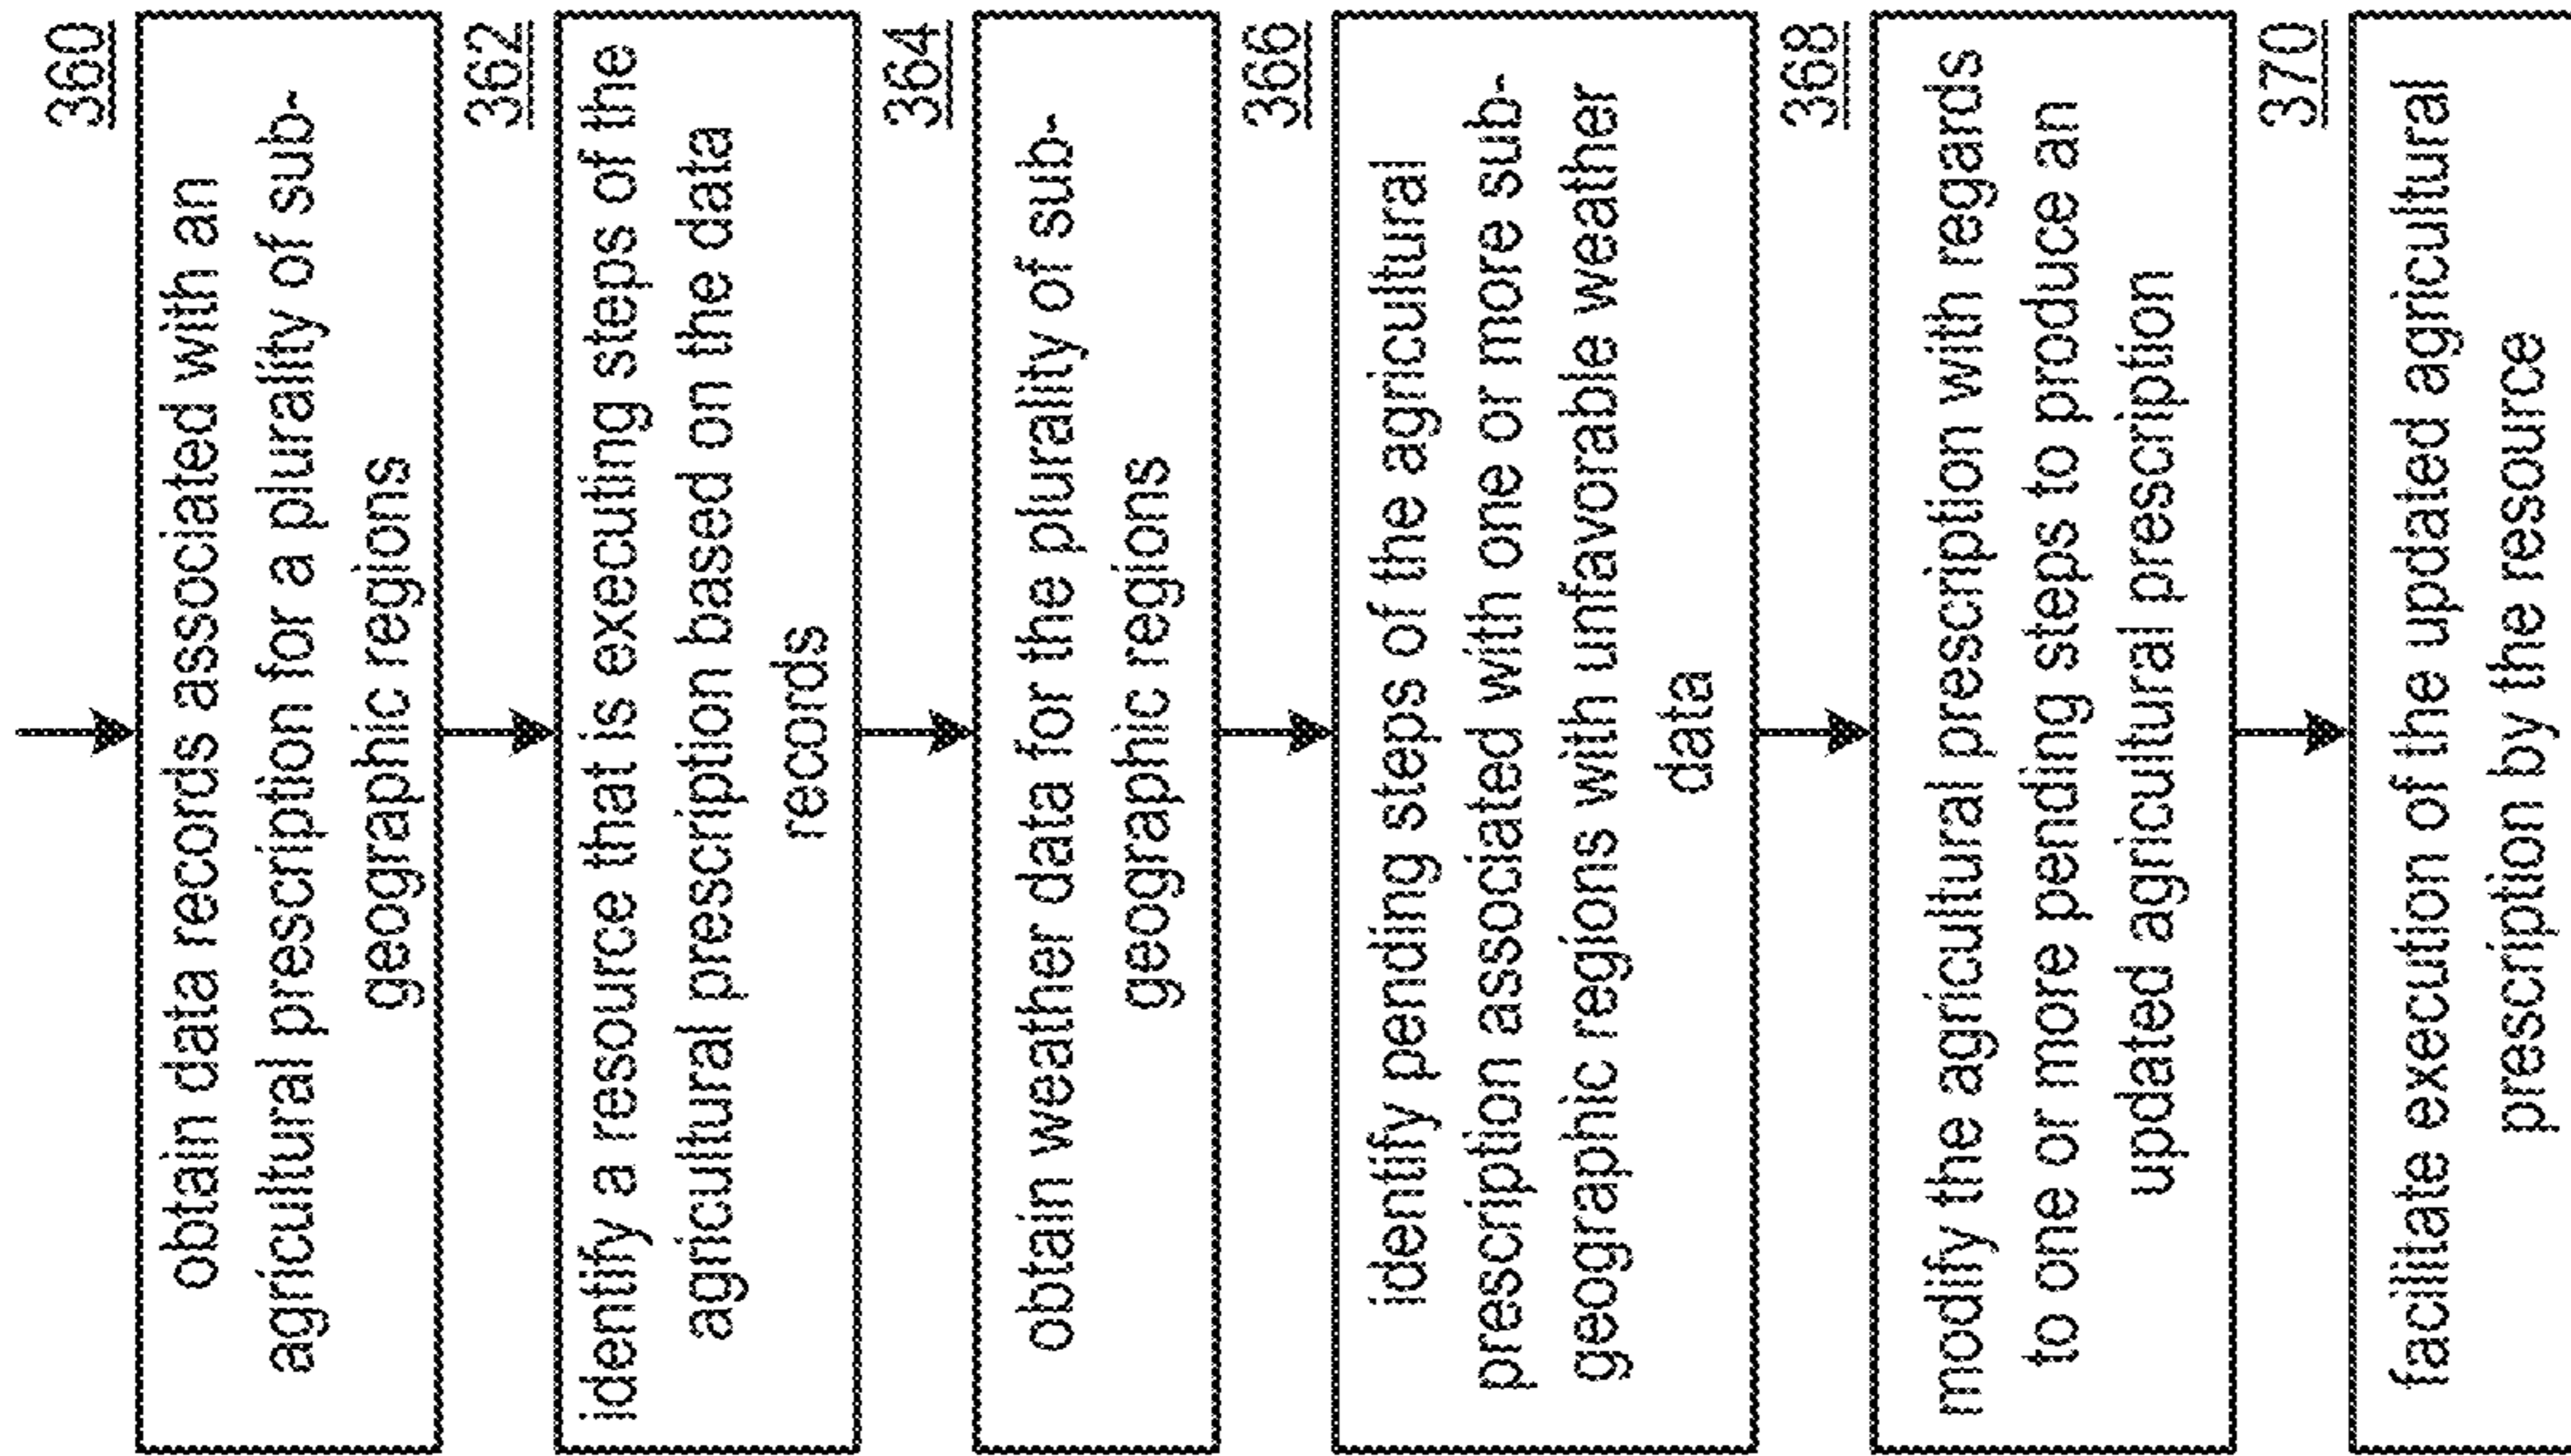 360
obtain data records associated with an
agricultural prescription for a plurality of sub-
geographic regions
362
identify a resource that is executing steps of the
agricultural prescription based on the data
records
364
obtain weather data for the plurality of sub-
geographic regions
366
identify pending steps of the agricultural
prescription associated with one or more sub-
geographic regions with unfavorable weather
data
368
modify the agricultural prescription with regards
to one or more pending steps to produce an
updated agricultural prescription
370
facilitate execution of the updated agricultural
prescription by the resource